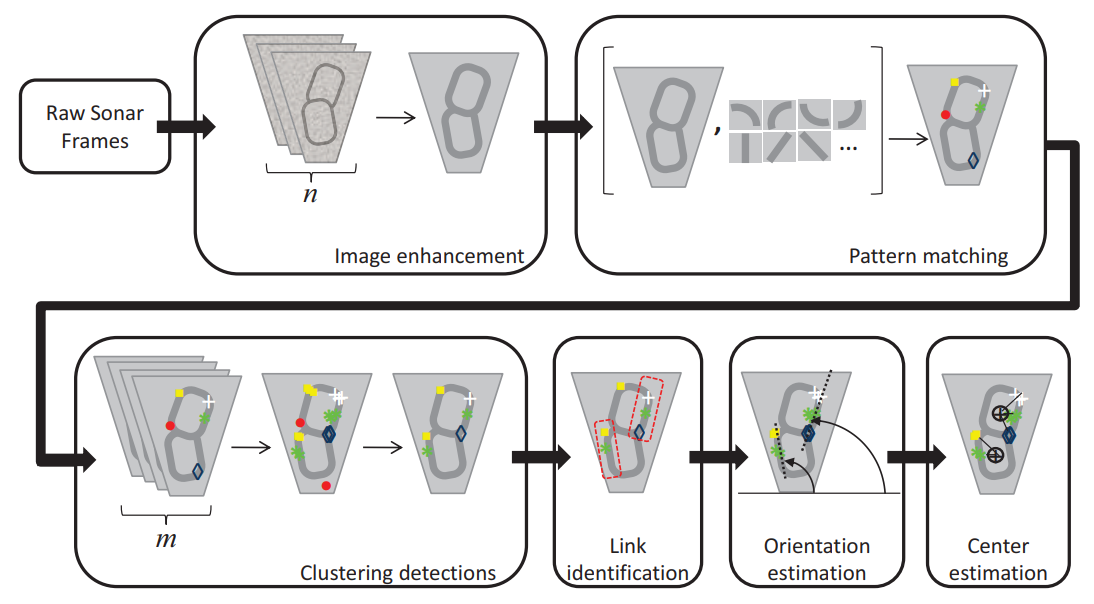 Raw Sonar
Frames
n
Image enhancement
,
...
Pattern matching
m
Clustering detections
Link
identification
Orientation
estimation
Center
estimation